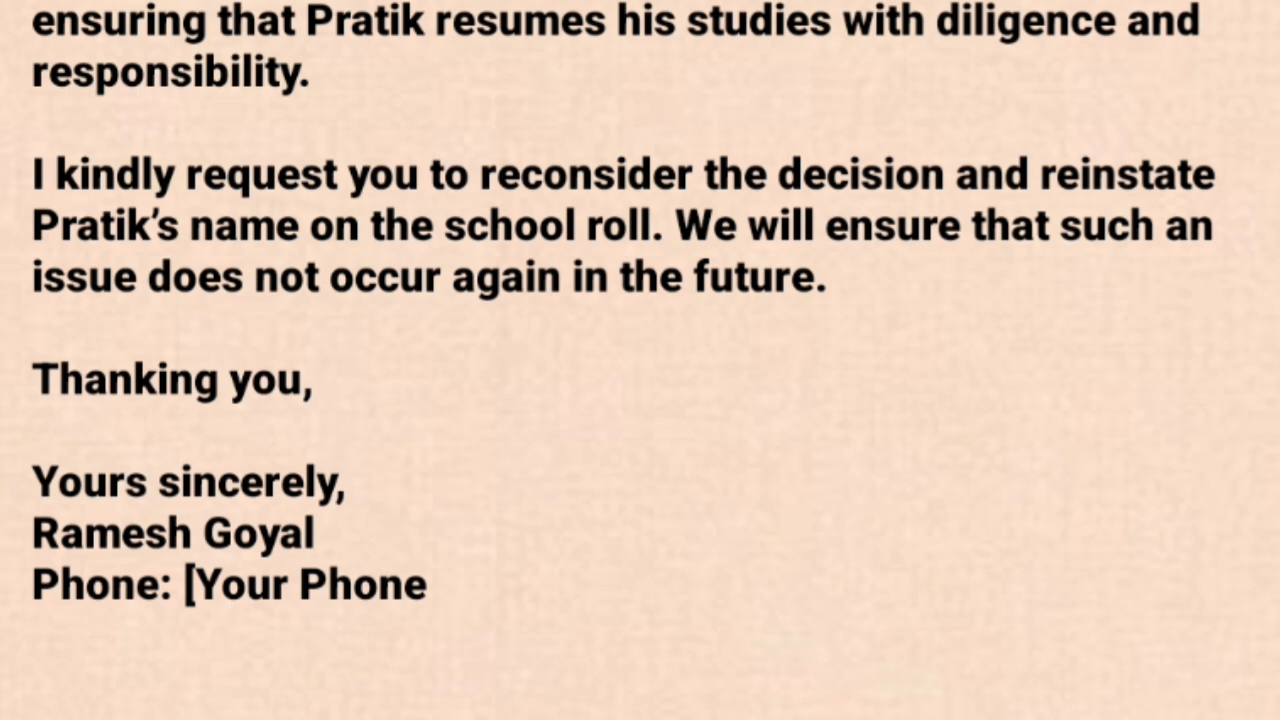 ensuring that Pratik resumes his studies with diligence and
responsibility.
I kindly request you to reconsider the decision and reinstate
Pratik’s name on the school roll. We will ensure that such an
issue does not occur again in the future.
Thanking you,
Yours sincerely,
Ramesh Goyal
Phone: [Your Phone